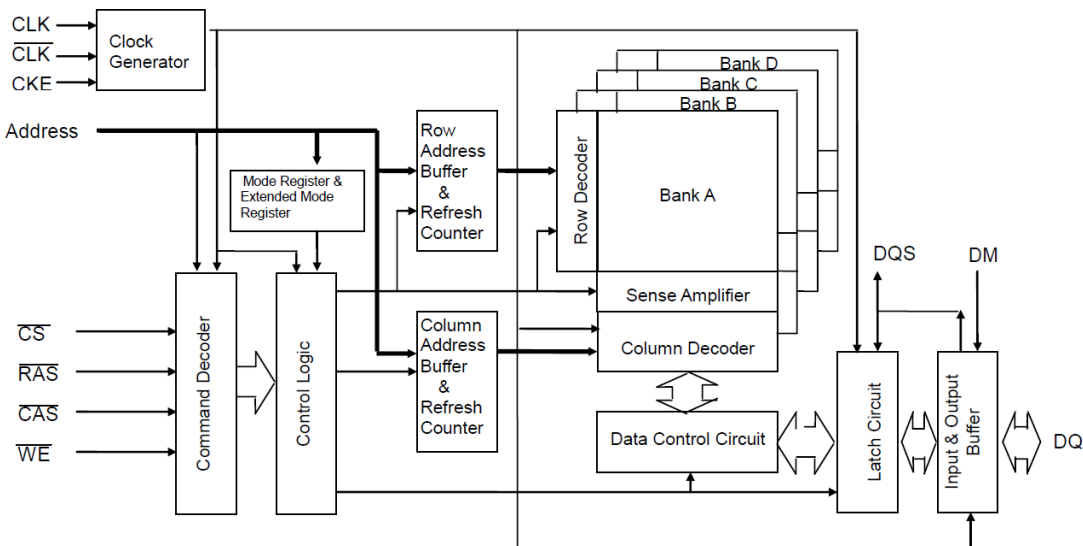 CLK
CLK
CKE
Clock
Generator
Address
Mode Register &
Extended Mode
Register
Row
Address
Buffer
&
Refresh
Counter
Row Decoder
Bank D
Bank C
Bank B
Bank A
Sense Amplifier
Column Decoder
CS
RAS
CAS
WE
Command Decoder
Control Logic
Column
Address
Buffer
&
Refresh
Counter
Data Control Circuit
Latch Circuit
Input & Output
Buffer
DQS
DM
DQ